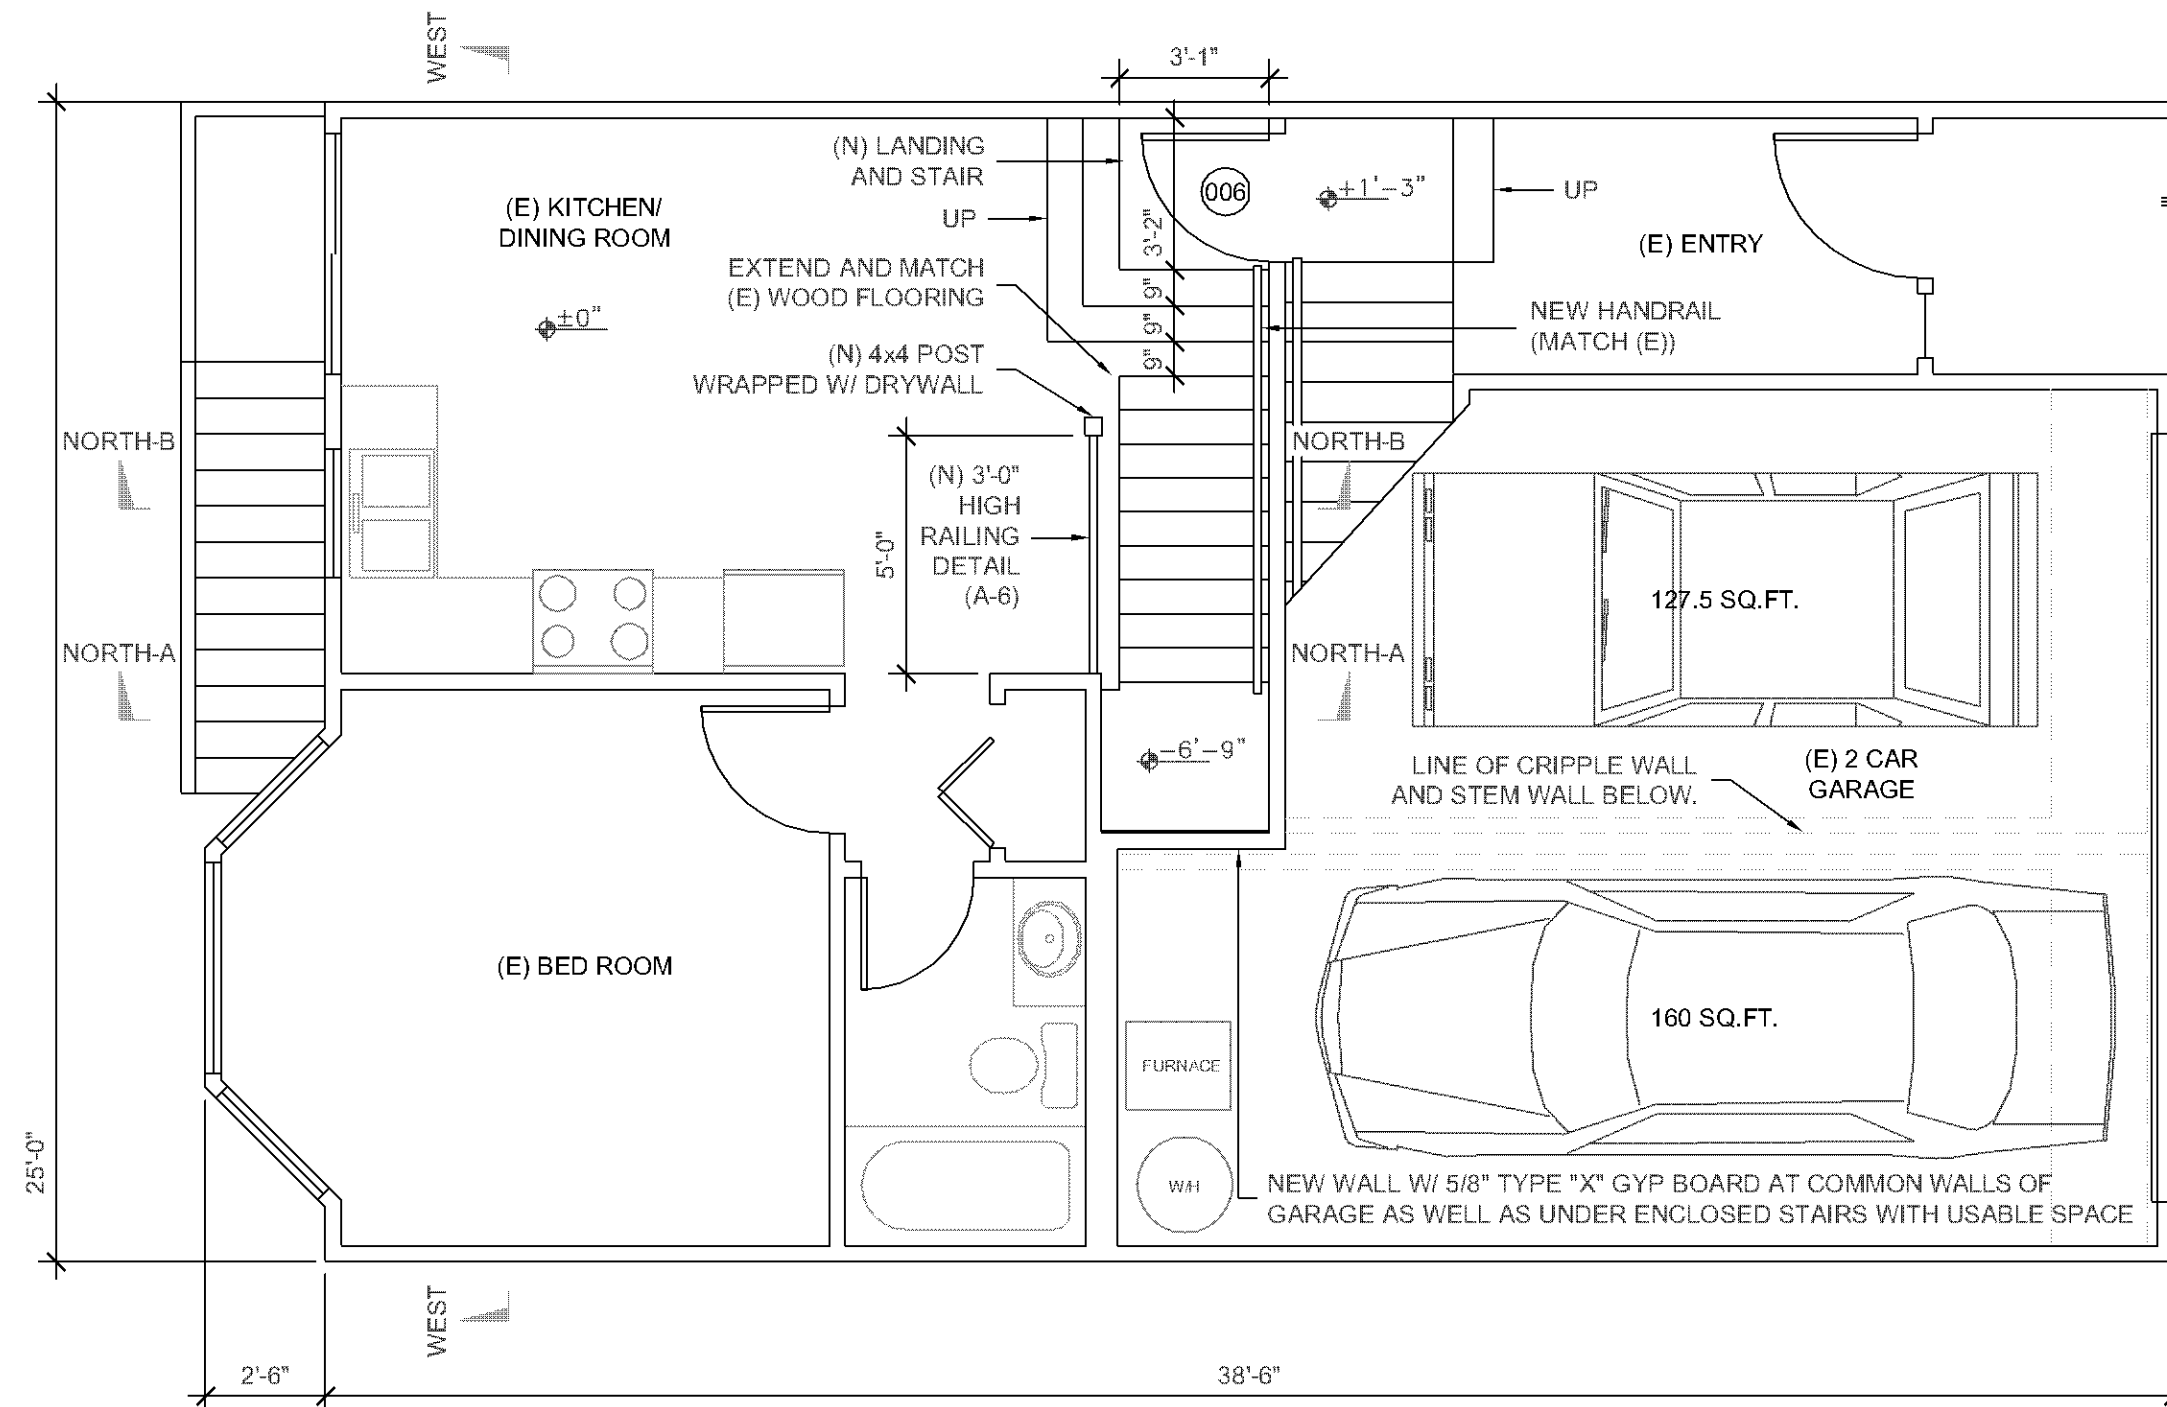 WEST
3'-1"
(N) LANDING
AND STAIR
006
±1'-3"
UP
UP
(E) KITCHEN/
DINING ROOM
3'-2"
(E) ENTRY
EXTEND AND MATCH
(E) WOOD FLOORING
9"
9"
9"
NEW HANDRAIL
(MATCH (E))
±0"
(N) 4x4 POST
WRAPPED W/ DRYWALL
NORTH-B
NORTH-B
(N) 3'-0"
HIGH
RAILING
DETAIL
(A-6)
5'-0"
127.5 SQ.FT.
NORTH-A
NORTH-A
-6'-9"
LINE OF CRIPPLE WALL
AND STEM WALL BELOW.
(E) 2 CAR
GARAGE
(E) BED ROOM
160 SQ.FT.
FURNACE
W/H
NEW WALL W/ 5/8" TYPE "X" GYP BOARD AT COMMON WALLS OF
GARAGE AS WELL AS UNDER ENCLOSED STAIRS WITH USABLE SPACE
25'-0"
WEST
2'-6"
38'-6"